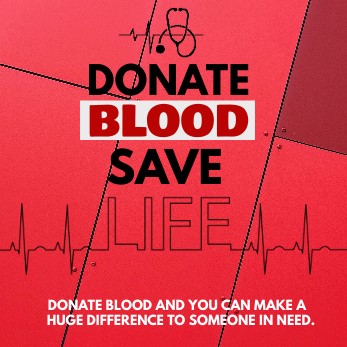 DONATE
BLOOD
SAVE
LIFE
DONATE BLOOD AND YOU CAN MAKE A
HUGE DIFFERENCE TO SOMEONE IN NEED.